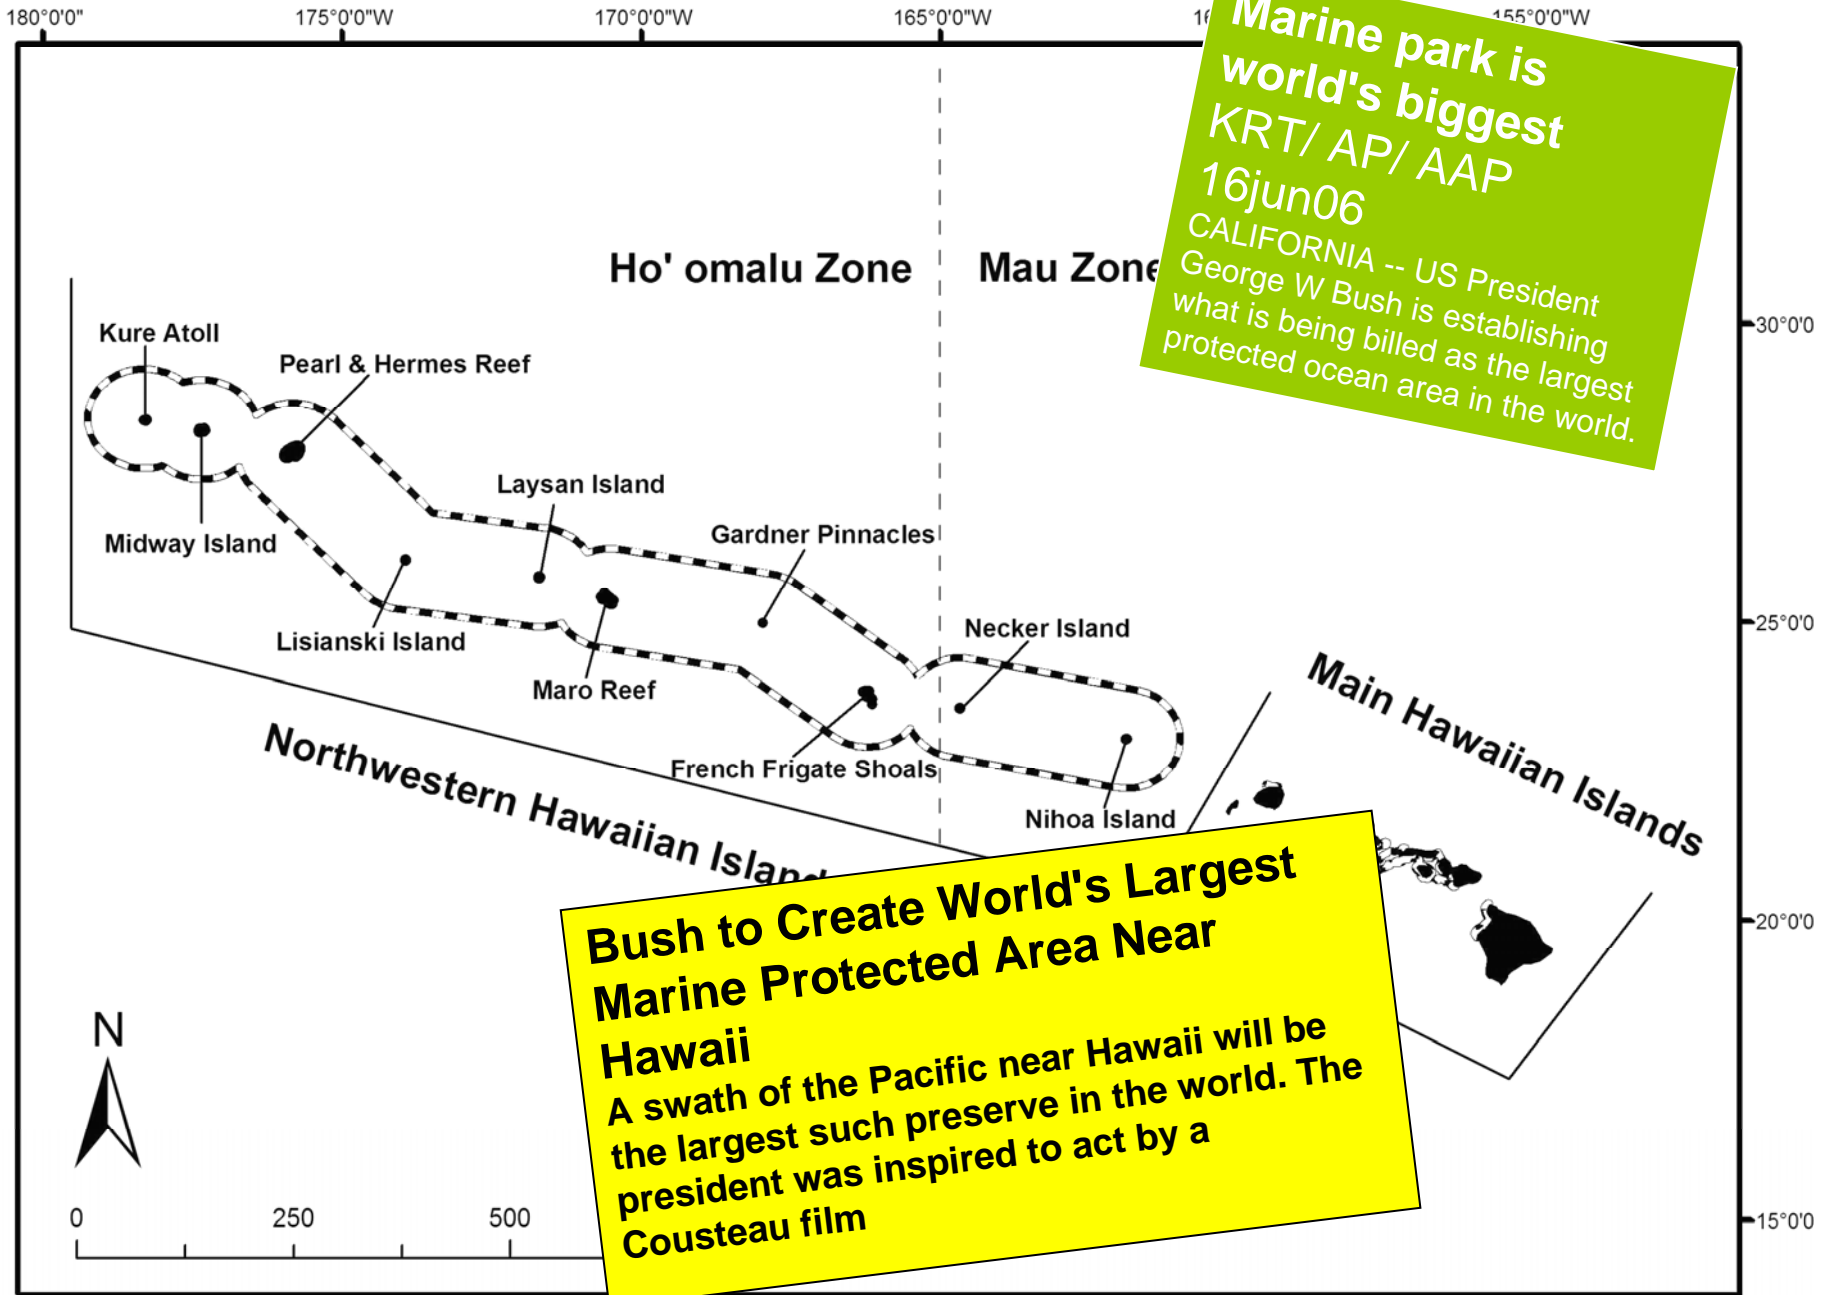 180°0'0"
175°0'0"W
170°0'0"W
165°0'0"W
155°0'0"W
Marine park is
world's biggest
KRT/ AP/ AAP
16jun06
CALIFORNIA -- US President
George W Bush is establishing
what is being billed as the largest
protected ocean area in the world.
Ho' omalu Zone
Mau Zone
30°0'0
Kure Atoll
Pearl & Hermes Reef
Laysan Island
Gardner Pinnacles
Midway Island
Necker Island
25°0'0
Lisianski Island
Maro Reef
Main Hawaiian Islands
French Frigate Shoals
Nihoa Island
Northwestern Hawaiian Island
20°0'0
Bush to Create World's Largest
Marine Protected Area Near
Hawaii
A swath of the Pacific near Hawaii will be
the largest such preserve in the world. The
president was inspired to act by a
Cousteau film
N
0 250 500
15°0'0